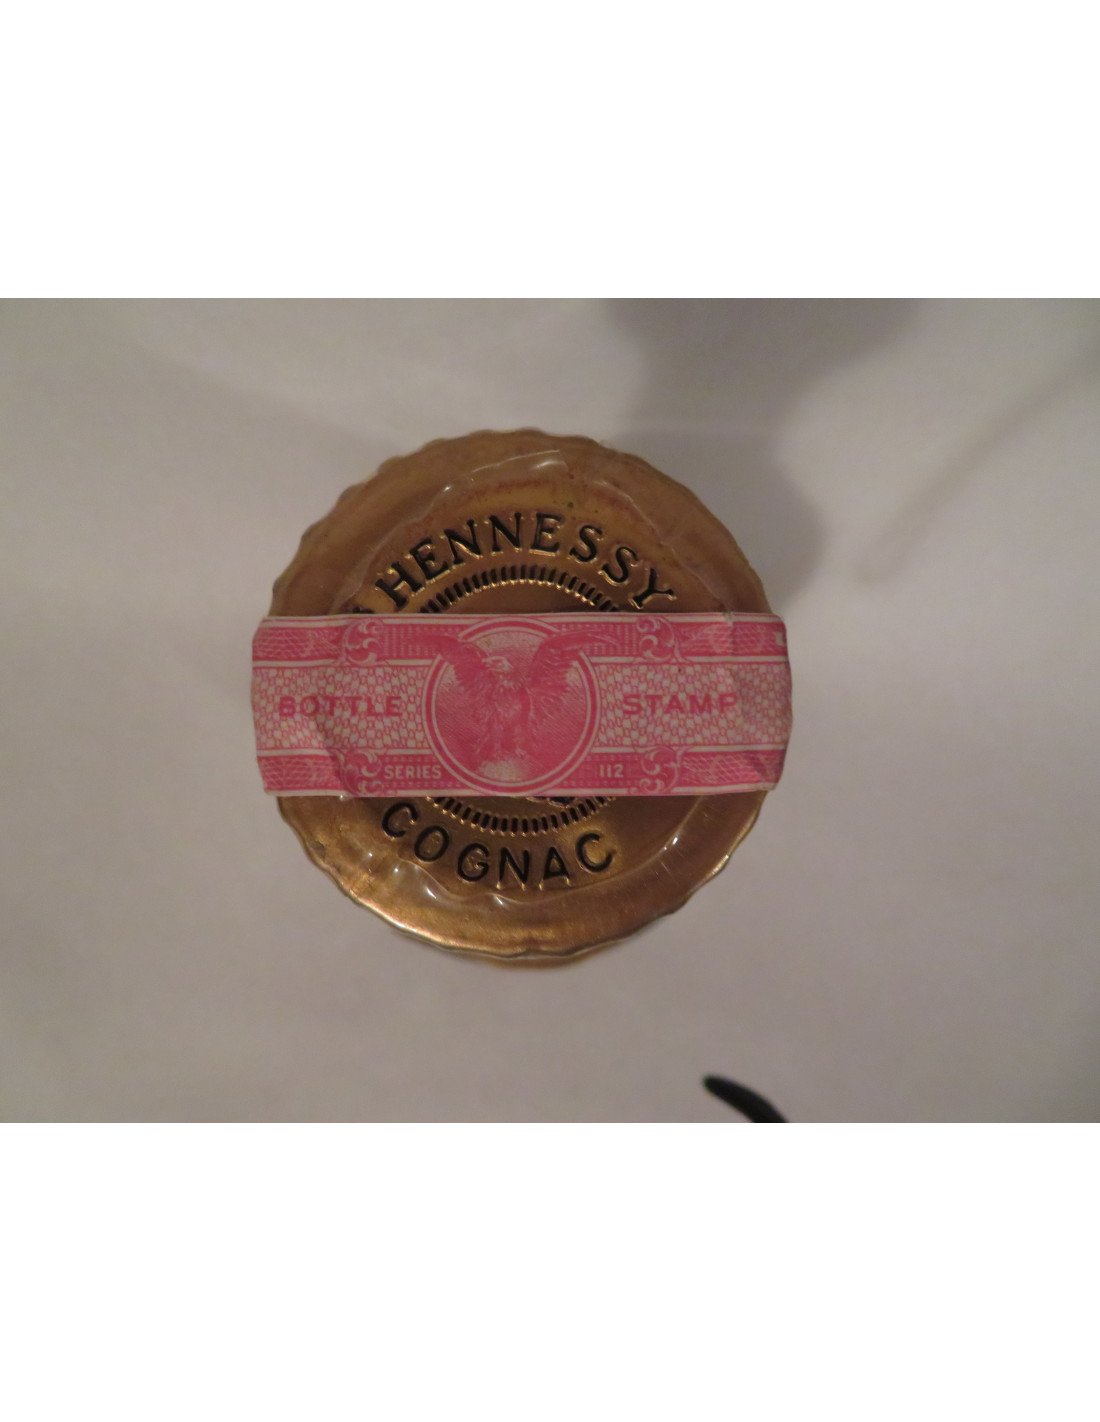 HENNESSY
BOTTLE STAMP
SERIES 112
COGNAC